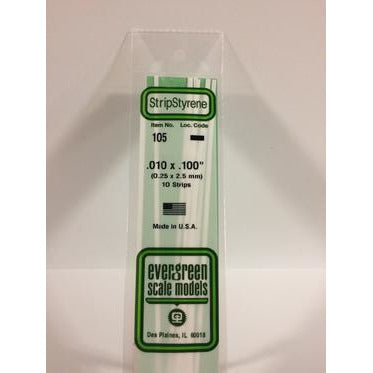 StripStyrene
Item No. Loc. Code
105
.010 x .100"
(0.25 x 2.5 mm)
10 Strips
Made in U.S.A.
evergreen
scale models
Des Plaines, IL 60018